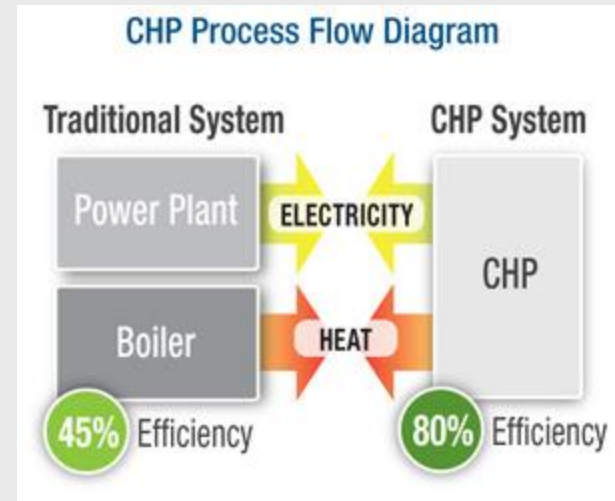 CHP Process Flow Diagram
Traditional System
CHP System
Power Plant
ELECTRICITY
CHP
Boiler
HEAT
45% Efficiency
80% Efficiency